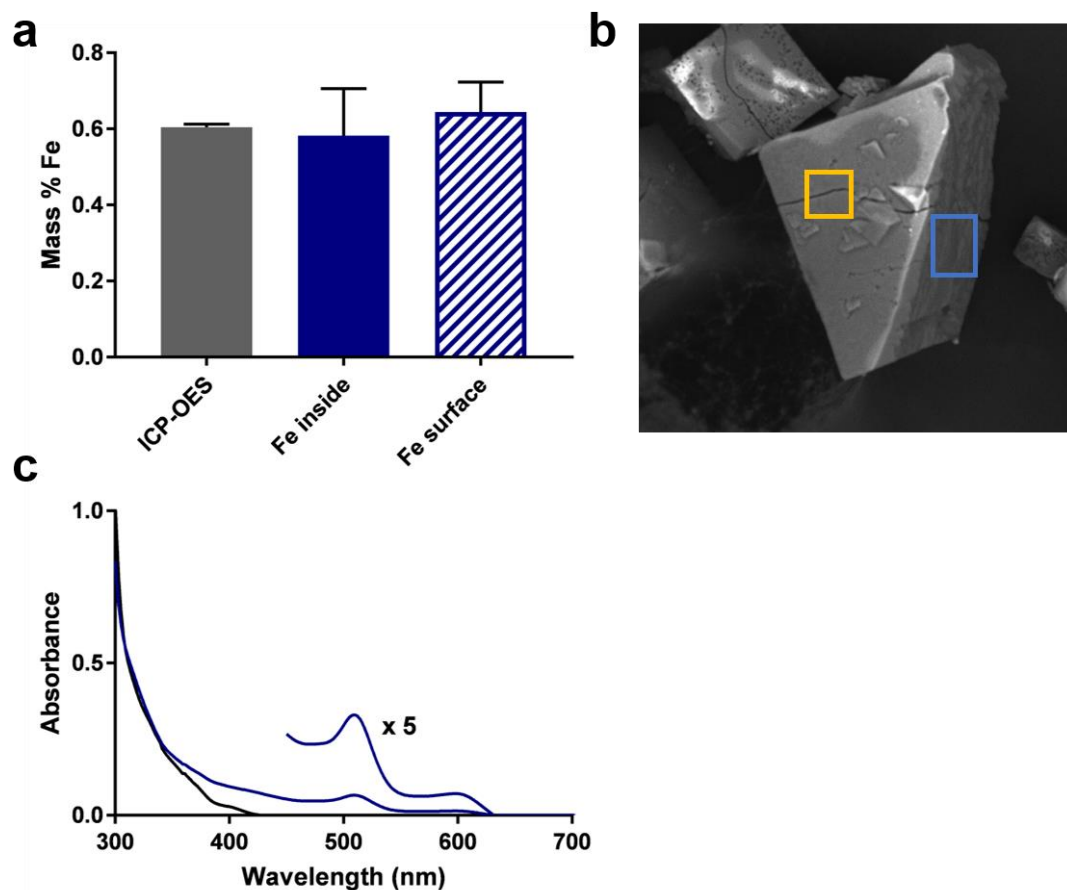 a
0.8
0.6
0.4
0.2
0.0
Mass % Fe
ICP-OES
Fe inside
Fe surface
b
c
1.0
0.5
0.0
Absorbance
x 5
300 400 500 600 700
Wavelength (nm)